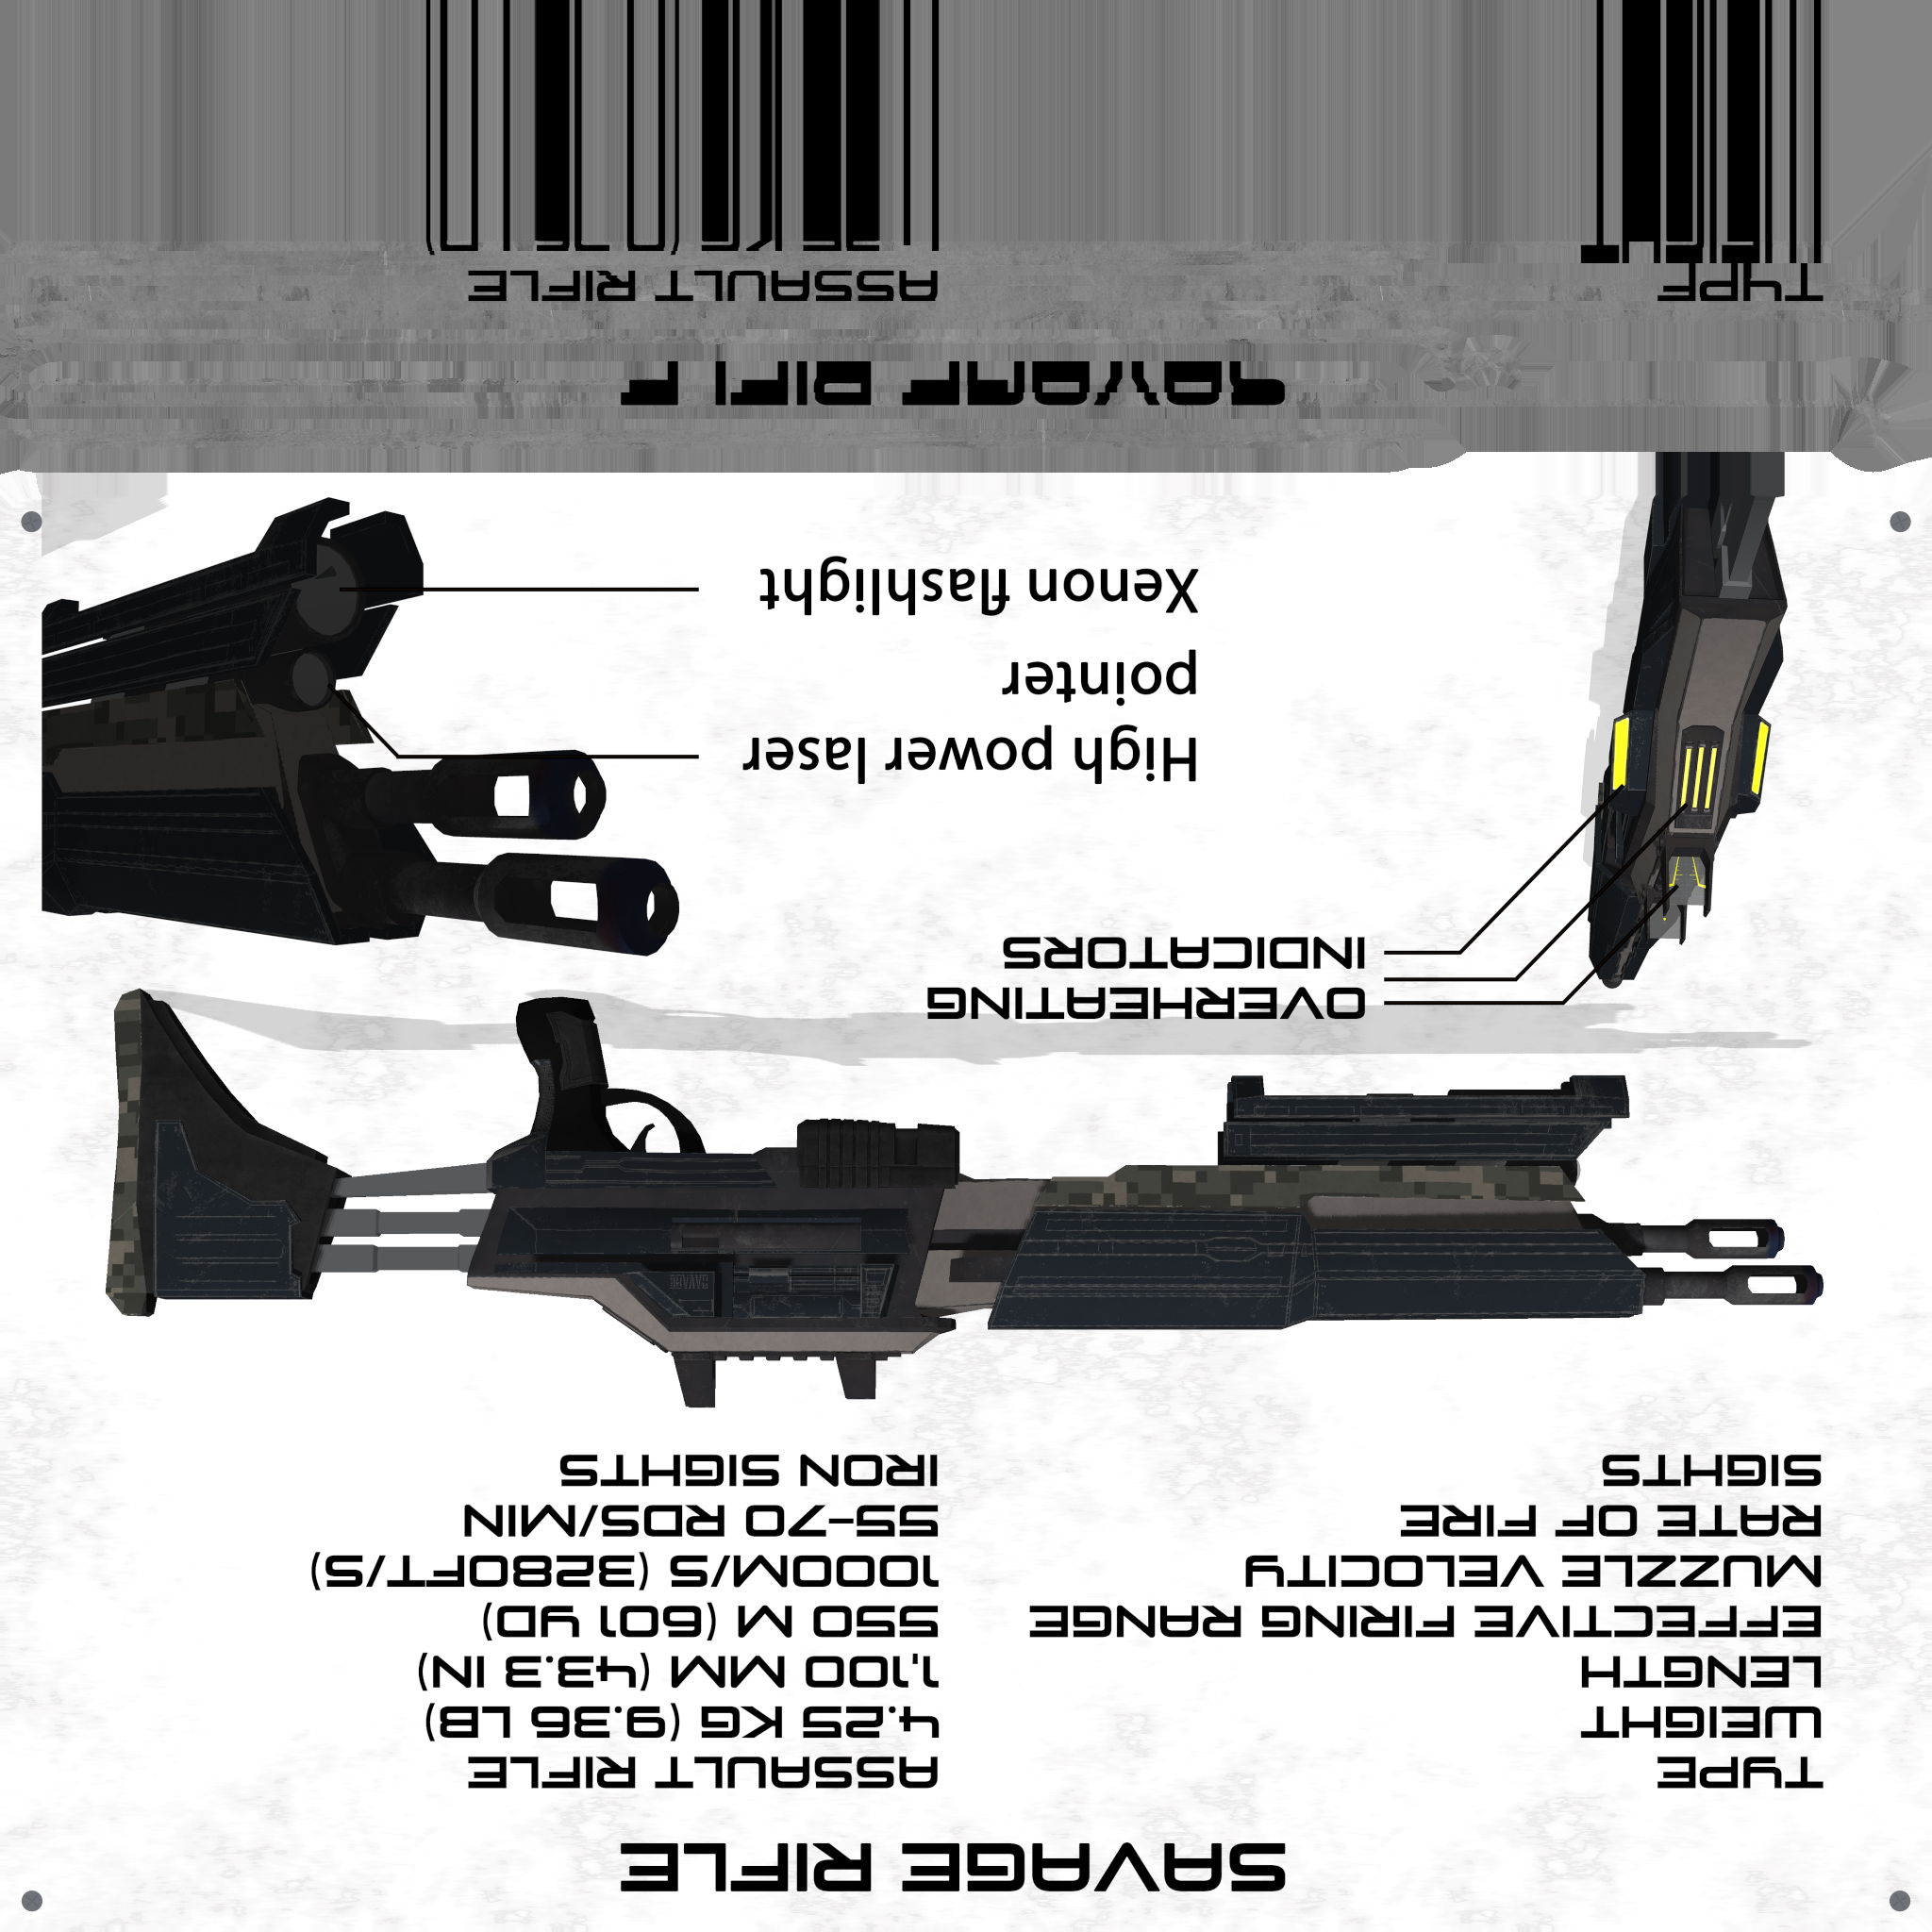 SAVAGE RIFLE
TYPE ASSAULT RIFLE
WEIGHT 4.25 KG (9.36 LB)
LENGTH 1,100 MM (43.3 IN)
EFFECTIVE FIRING RANGE 550 M (601 YD)
MUZZLE VELOCITY 1000M/S (3280FT/S)
RATE OF FIRE 55-70 RDS/MIN
SIGHTS IRON SIGHTS
SAVAGE
OVERHEATING
INDICATORS
High power laser
pointer
Xenon flashlight
SAVAGE RIFLE
TYPE ASSAULT RIFLE
WEIGHT